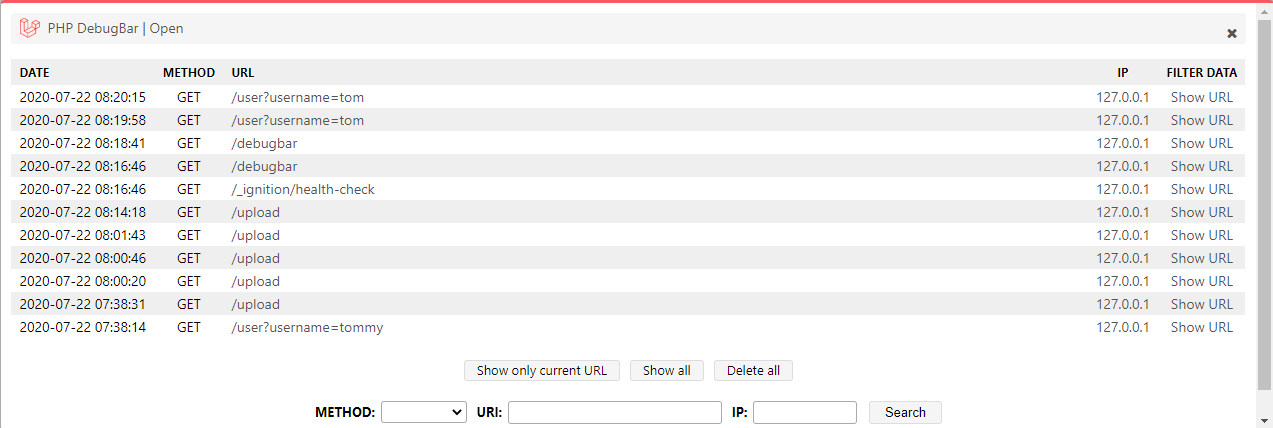 PHP DebugBar | Open
DATE METHOD URL IP FILTER DATA
2020-07-22 08:20:15 GET /user?username=tom 127.0.0.1 Show URL
2020-07-22 08:19:58 GET /user?username=tom 127.0.0.1 Show URL
2020-07-22 08:18:41 GET /debugbar 127.0.0.1 Show URL
2020-07-22 08:16:46 GET /debugbar 127.0.0.1 Show URL
2020-07-22 08:16:46 GET /_ignition/health-check 127.0.0.1 Show URL
2020-07-22 08:14:18 GET /upload 127.0.0.1 Show URL
2020-07-22 08:01:43 GET /upload 127.0.0.1 Show URL
2020-07-22 08:00:46 GET /upload 127.0.0.1 Show URL
2020-07-22 08:00:20 GET /upload 127.0.0.1 Show URL
2020-07-22 07:38:31 GET /upload 127.0.0.1 Show URL
2020-07-22 07:38:14 GET /user?username=tommy 127.0.0.1 Show URL
Show only current URL Show all Delete all
METHOD: URI: IP: Search